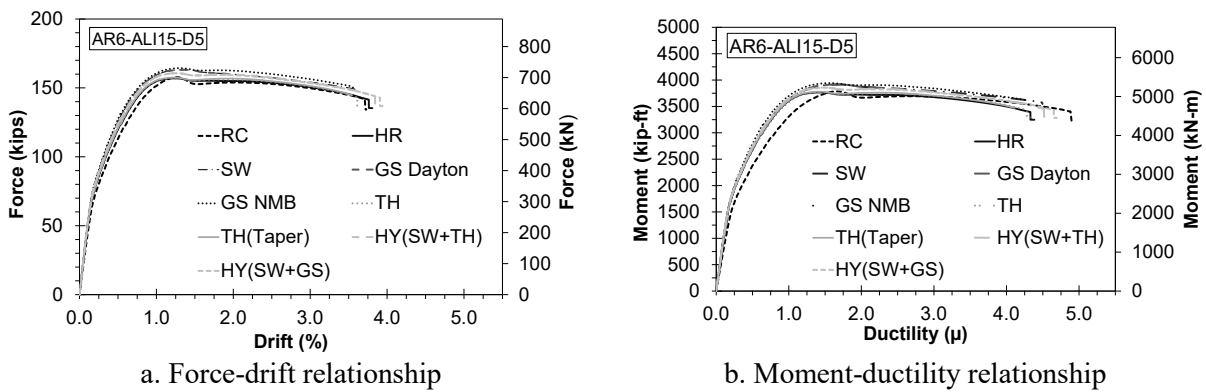 AR6-ALI15-D5
Force (kips)
200
150
100
50
0
Force (kN)
800
700
600
500
400
300
200
100
0
0.0 1.0 2.0 3.0 4.0 5.0
Drift (%)
RC HR
SW GS Dayton
GS NMB TH
TH(Taper) HY(SW+TH)
HY(SW+GS)
a. Force-drift relationship
AR6-ALI15-D5
Moment (kip-ft)
5000
4500
4000
3500
3000
2500
2000
1500
1000
500
0
Moment (kN-m)
6000
5000
4000
3000
2000
1000
0
0.0 1.0 2.0 3.0 4.0 5.0
Ductility (μ)
RC HR
SW GS Dayton
GS NMB TH
TH(Taper) HY(SW+TH)
HY(SW+GS)
b. Moment-ductility relationship